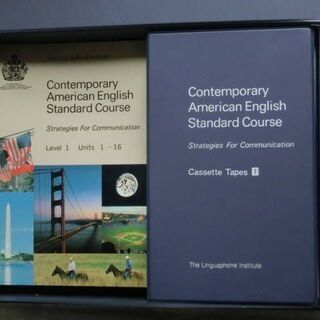 The Linguaphone Institute
Contemporary
American English
Standard Course
Strategies For Communication
Level 1 Units 1-16
Contemporary
American English
Standard Course
Strategies For Communication
Cassette Tapes
The Linguaphone Institute